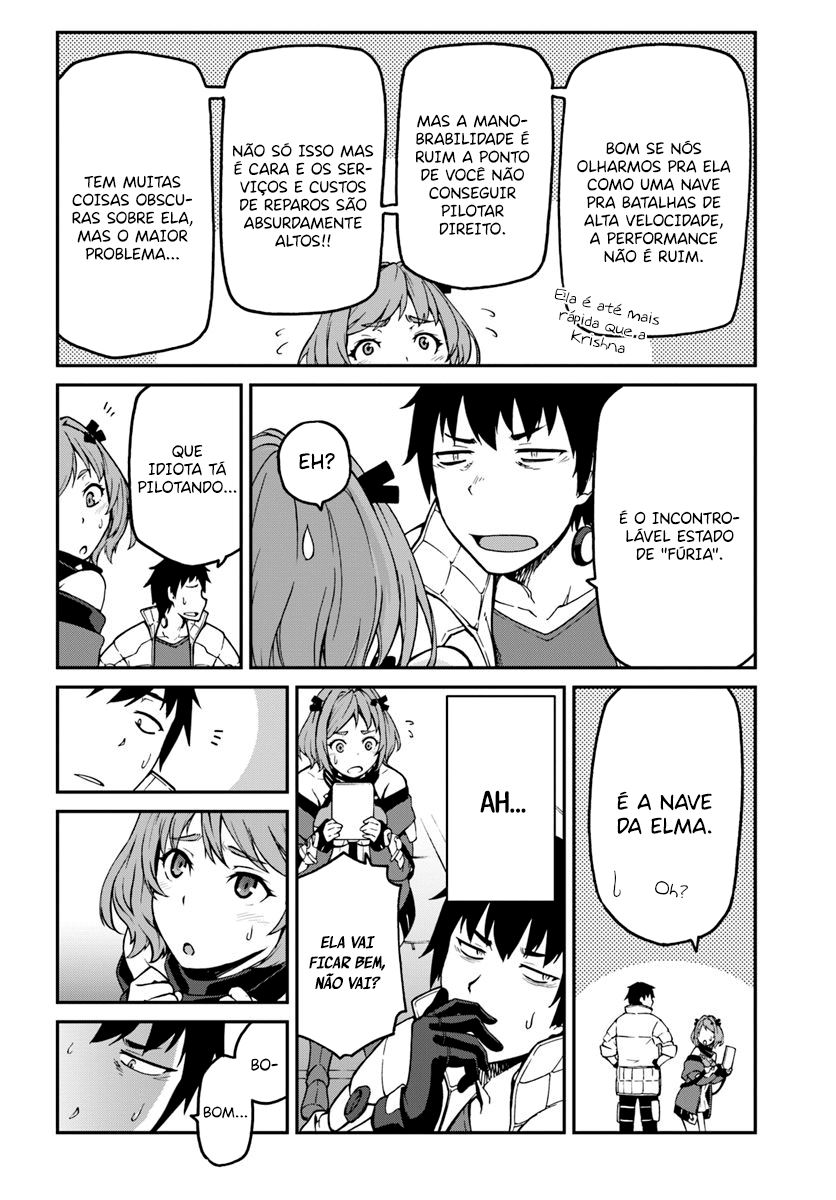 BOM SE NÓS
OLHARMOS PRA ELA
COMO UMA NAVE
PRA BATALHAS DE
ALTA VELOCIDADE,
A PERFORMANCE
NÃO É RUIM.
Ela é até mais
rápida que a
Krishna
MAS A MANO-
BRABILIDADE É
RUIM A PONTO
DE VOCÊ NÃO
CONSEGUIR
PILOTAR
DIREITO.
NÃO SÓ ISSO MAS
É CARA E OS SER-
VIÇOS E CUSTOS
DE REPAROS SÃO
ABSURDAMENTE
ALTOS!!
TEM MUITAS
COISAS OBSCU-
RAS SOBRE ELA,
MAS O MAIOR
PROBLEMA...
É O INCONTRO-
LÁVEL ESTADO
DE "FÚRIA".
EH?
QUE
IDIOTA TÁ
PILOTANDO...
É A NAVE
DA ELMA.
Oh?
AH...
ELA VAI
FICAR BEM,
NÃO VAI?
BO-
BOM...